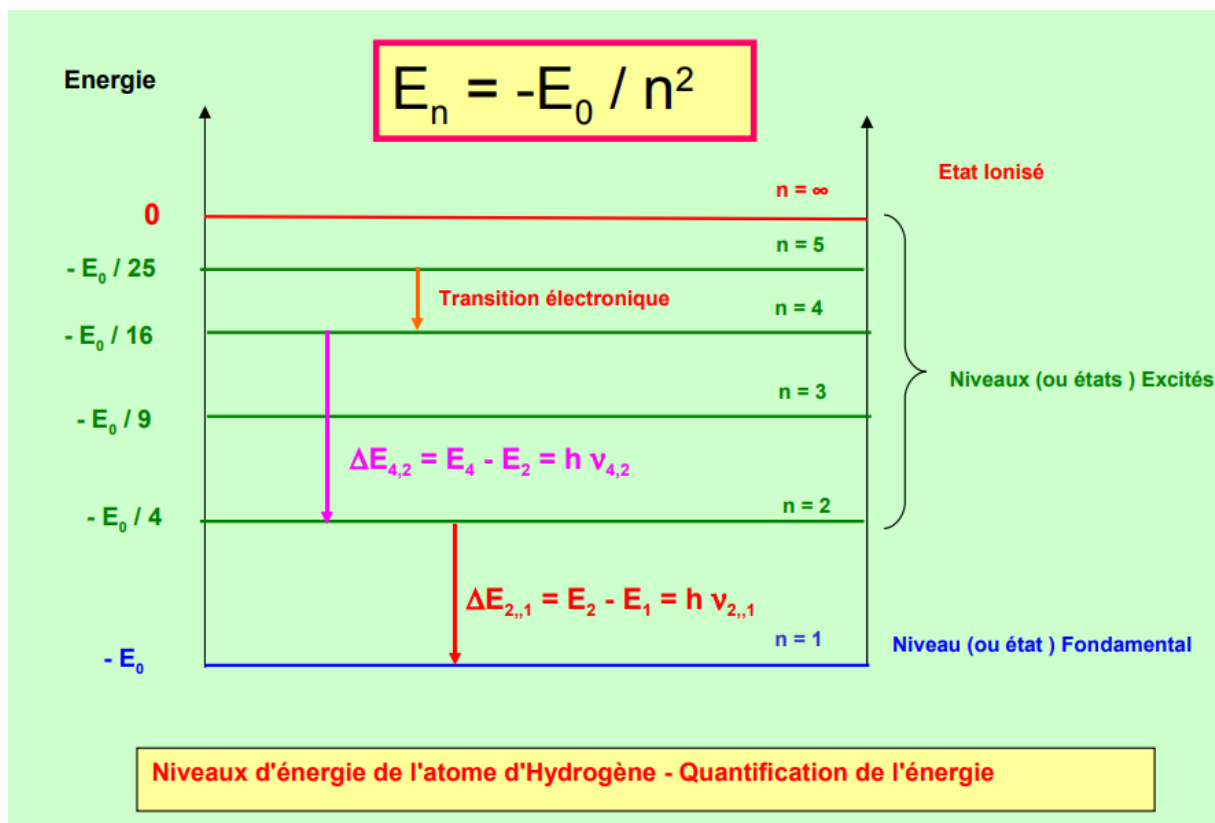 Energie
Eₙ = -E₀ / n²
Etat Ionisé
n = ∞
0
n = 5
- E₀ / 25
Transition électronique
n = 4
- E₀ / 16
Niveaux (ou états ) Excités
n = 3
- E₀ / 9
ΔE₄,₂ = E₄ - E₂ = h ν₄,₂
n = 2
- E₀ / 4
ΔE₂,,₁ = E₂ - E₁ = h ν₂,,₁
n = 1
Niveau (ou état ) Fondamental
- E₀
Niveaux d'énergie de l'atome d'Hydrogène - Quantification de l'énergie